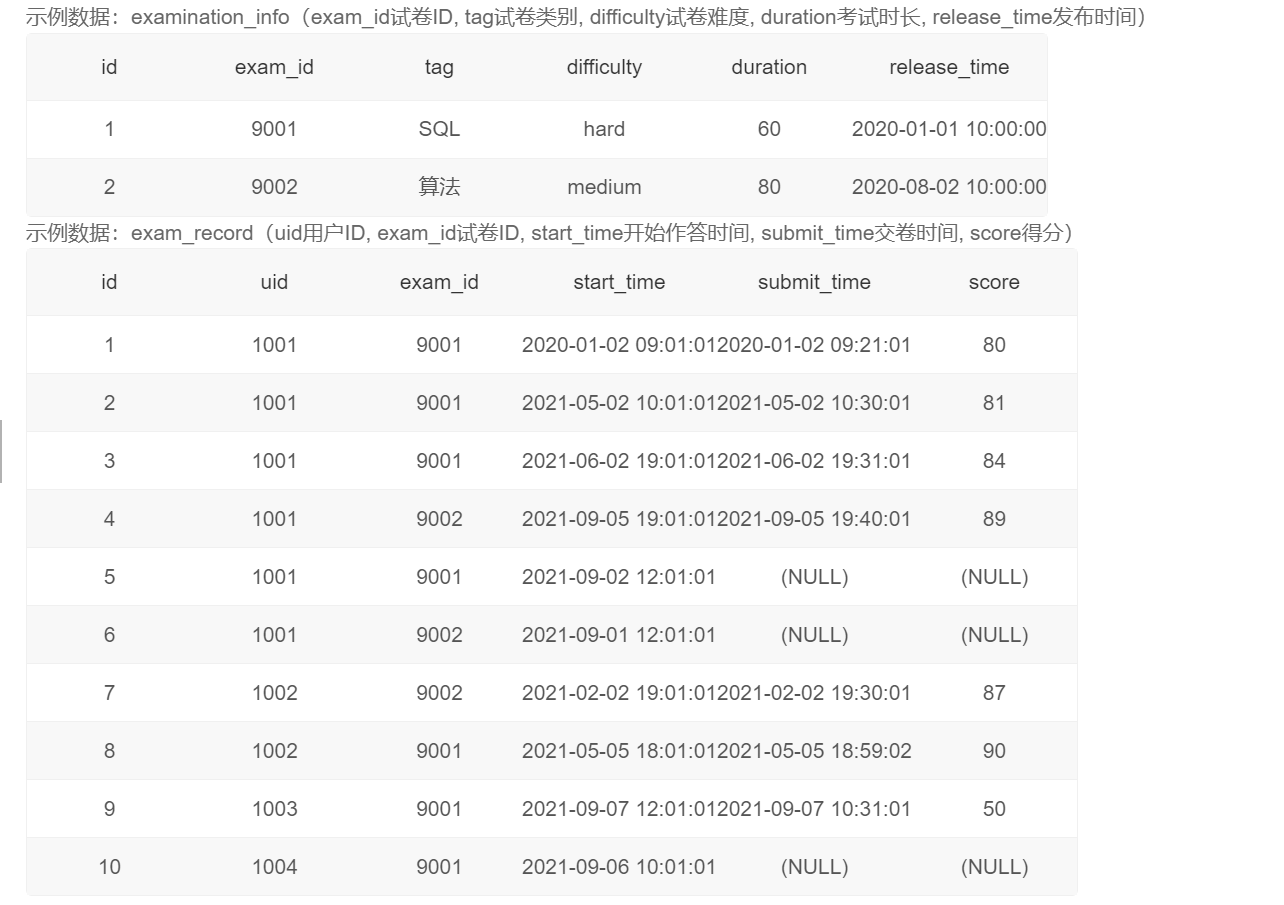 示例数据：examination_info（exam_id试卷ID, tag试卷类别, difficulty试卷难度, duration考试时长, release_time发布时间）
id exam_id tag difficulty duration release_time
1 9001 SQL hard 60 2020-01-01 10:00:00
2 9002 算法 medium 80 2020-08-02 10:00:00
示例数据：exam_record（uid用户ID, exam_id试卷ID, start_time开始作答时间, submit_time交卷时间, score得分）
id uid exam_id start_time submit_time score
1 1001 9001 2020-01-02 09:01:01 2020-01-02 09:21:01 80
2 1001 9001 2021-05-02 10:01:01 2021-05-02 10:30:01 81
3 1001 9001 2021-06-02 19:01:01 2021-06-02 19:31:01 84
4 1001 9002 2021-09-05 19:01:01 2021-09-05 19:40:01 89
5 1001 9001 2021-09-02 12:01:01 (NULL) (NULL)
6 1001 9002 2021-09-01 12:01:01 (NULL) (NULL)
7 1002 9002 2021-02-02 19:01:01 2021-02-02 19:30:01 87
8 1002 9001 2021-05-05 18:01:01 2021-05-05 18:59:02 90
9 1003 9001 2021-09-07 12:01:01 2021-09-07 10:31:01 50
10 1004 9001 2021-09-06 10:01:01 (NULL) (NULL)